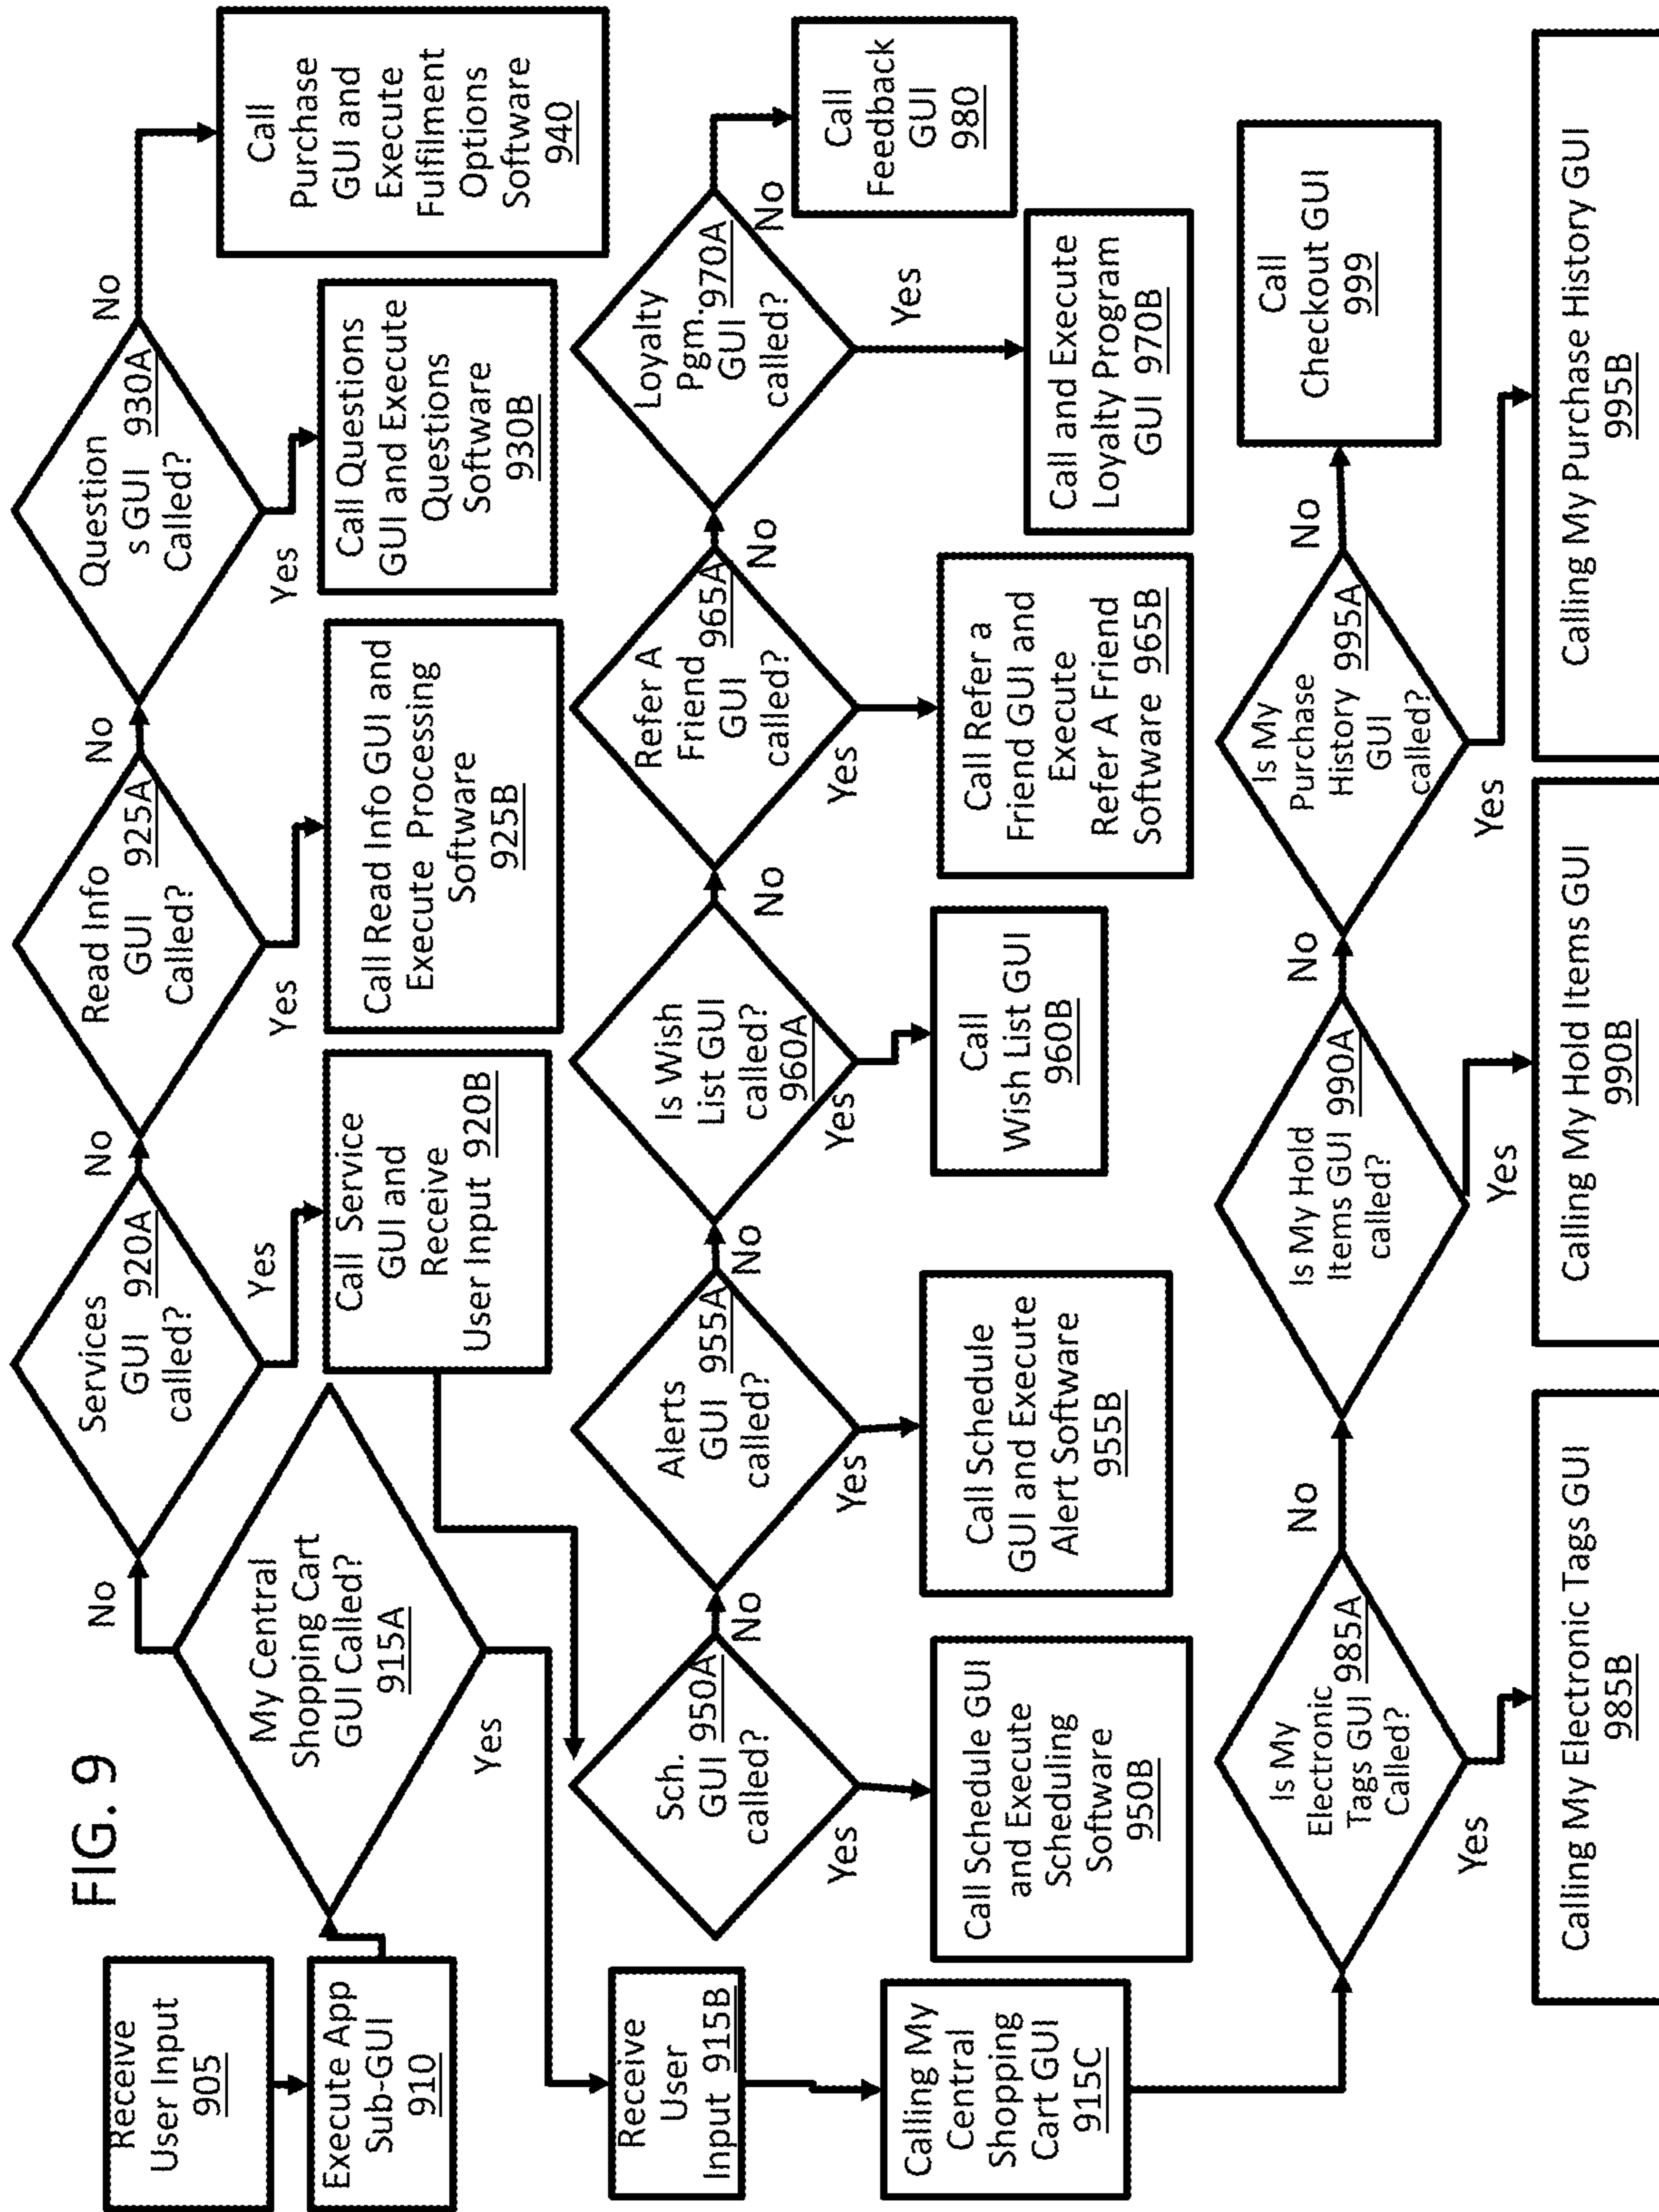 FIG. 9
Receive
User Input
905
Execute App
Sub-GUI
910
My Central
Shopping Cart
GUI Called?
915A
No
Yes
Services
GUI 920A
called?
No
Yes
Call Service
GUI and
Receive
User Input 920B
Read Info
GUI 925A
Called?
No
Yes
Call Read Info GUI and
Execute Processing
Software
925B
Question
s GUI 930A
Called?
No
Yes
Call Questions
GUI and Execute
Questions
Software
930B
Call
Purchase
GUI and
Execute
Fulfilment
Options
Software
940
Receive
User
Input 915B
Calling My
Central
Shopping
Cart GUI
915C
Sch.
GUI 950A
called?
No
Yes
Call Schedule GUI
and Execute
Scheduling
Software
950B
Alerts
GUI 955A
called?
No
Yes
Call Schedule
GUI and Execute
Alert Software
955B
Is Wish
List GUI
called?
960A
No
Yes
Call
Wish List GUI
960B
Refer A
Friend 965A
GUI
called?
No
Yes
Call Refer a
Friend GUI and
Execute
Refer A Friend
Software 965B
Loyalty
Pgm. 970A
GUI
called?
No
Yes
Call and Execute
Loyalty Program
GUI 970B
Call
Feedback
GUI
980
Is My
Electronic
Tags GUI 985A
Called?
No
Yes
Calling My Electronic Tags GUI
985B
Is My Hold
Items GUI 990A
called?
No
Yes
Calling My Hold Items GUI
990B
Is My
Purchase
History 995A
GUI
called?
No
Yes
Calling My Purchase History GUI
995B
Call
Checkout GUI
999